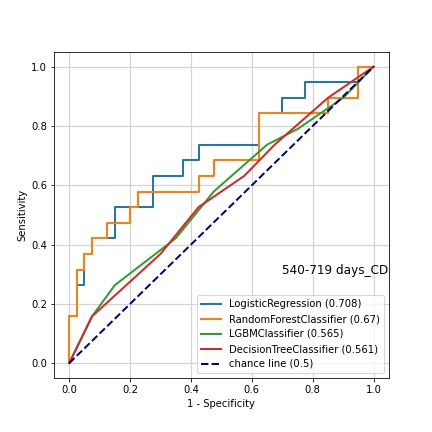 1.0
0.8
0.6
0.4
0.2
0.0
Sensitivity
540-719 days_CD
LogisticRegression (0.708)
RandomForestClassifier (0.67)
LGBMClassifier (0.565)
DecisionTreeClassifier (0.561)
chance line (0.5)
0.0 0.2 0.4 0.6 0.8 1.0
1 - Specificity